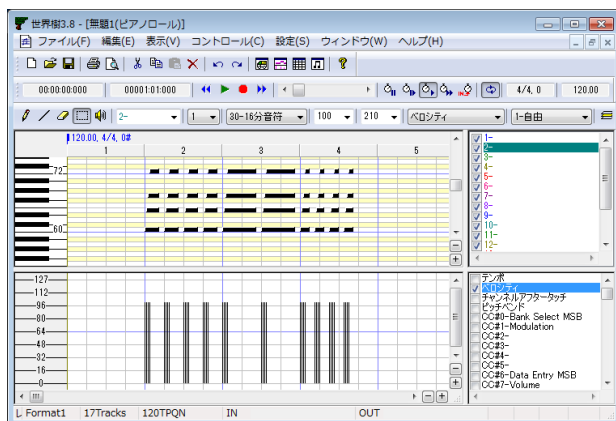 世界樹3.8 - [無題1(ピアノロール)]
ファイル(F) 編集(E) 表示(V) コントロール(C) 設定(S) ウィンドウ(W) ヘルプ(H)
00:00:00:000 00001:01:000 4/4, 0 120.00
2- 1 30-16分音符 100 210 ベロシティ 1-自由
120.00, 4/4, 0#
1 2 3 4 5
72
60
1-
2-
3-
4-
5-
6-
7-
8-
9-
10-
11-
12-
127
112
96
80
64
48
32
16
0
テンポ
ベロシティ
チャンネルアフタータッチ
ピッチベンド
CC#0-Bank Select MSB
CC#1-Modulation
CC#2-
CC#3-
CC#4-
CC#5-
CC#6-Data Entry MSB
CC#7-Volume
Format1 17Tracks 120TPQN IN OUT